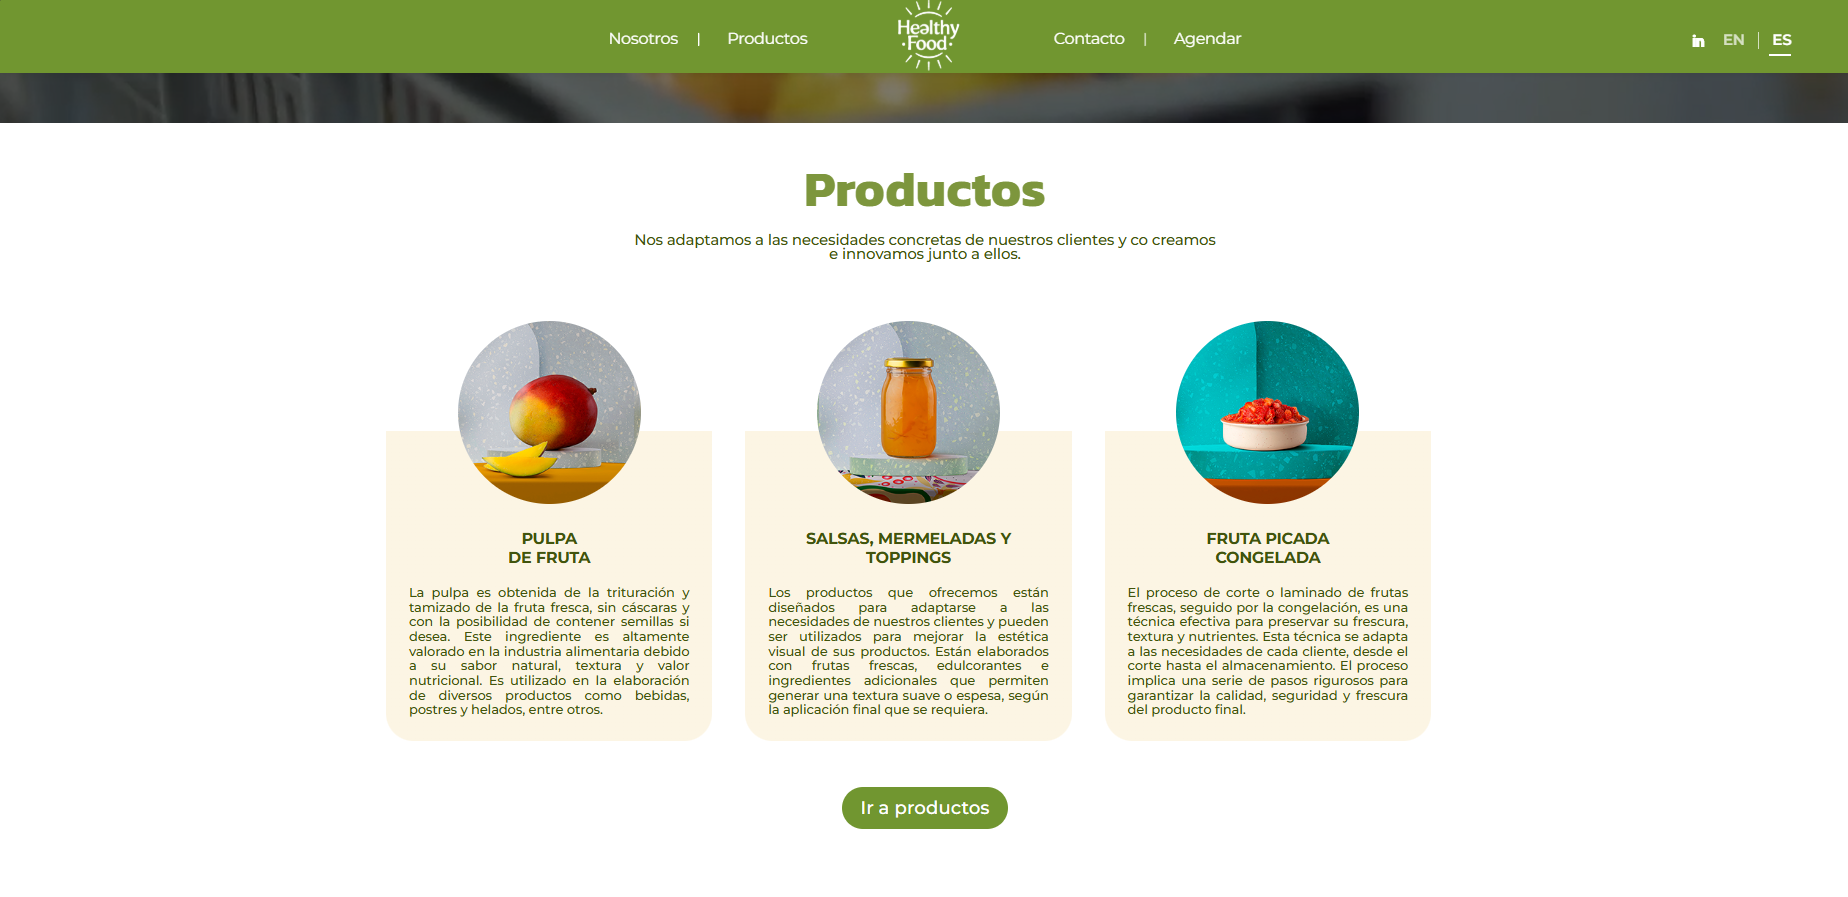 Nosotros | Productos
Healthy
·Food·
Contacto | Agendar
in EN | ES
Productos
Nos adaptamos a las necesidades concretas de nuestros clientes y co creamos
e innovamos junto a ellos.
PULPA
DE FRUTA
La pulpa es obtenida de la trituración y
tamizado de la fruta fresca, sin cáscaras y
con la posibilidad de contener semillas si
desea. Este ingrediente es altamente
valorado en la industria alimentaria debido
a su sabor natural, textura y valor
nutricional. Es utilizado en la elaboración
de diversos productos como bebidas,
postres y helados, entre otros.
SALSAS, MERMELADAS Y
TOPPINGS
Los productos que ofrecemos están
diseñados para adaptarse a las
necesidades de nuestros clientes y pueden
ser utilizados para mejorar la estética
visual de sus productos. Están elaborados
con frutas frescas, edulcorantes e
ingredientes adicionales que permiten
generar una textura suave o espesa, según
la aplicación final que se requiera.
FRUTA PICADA
CONGELADA
El proceso de corte o laminado de frutas
frescas, seguido por la congelación, es una
técnica efectiva para preservar su frescura,
textura y nutrientes. Esta técnica se adapta
a las necesidades de cada cliente, desde el
corte hasta el almacenamiento. El proceso
implica una serie de pasos rigurosos para
garantizar la calidad, seguridad y frescura
del producto final.
Ir a productos